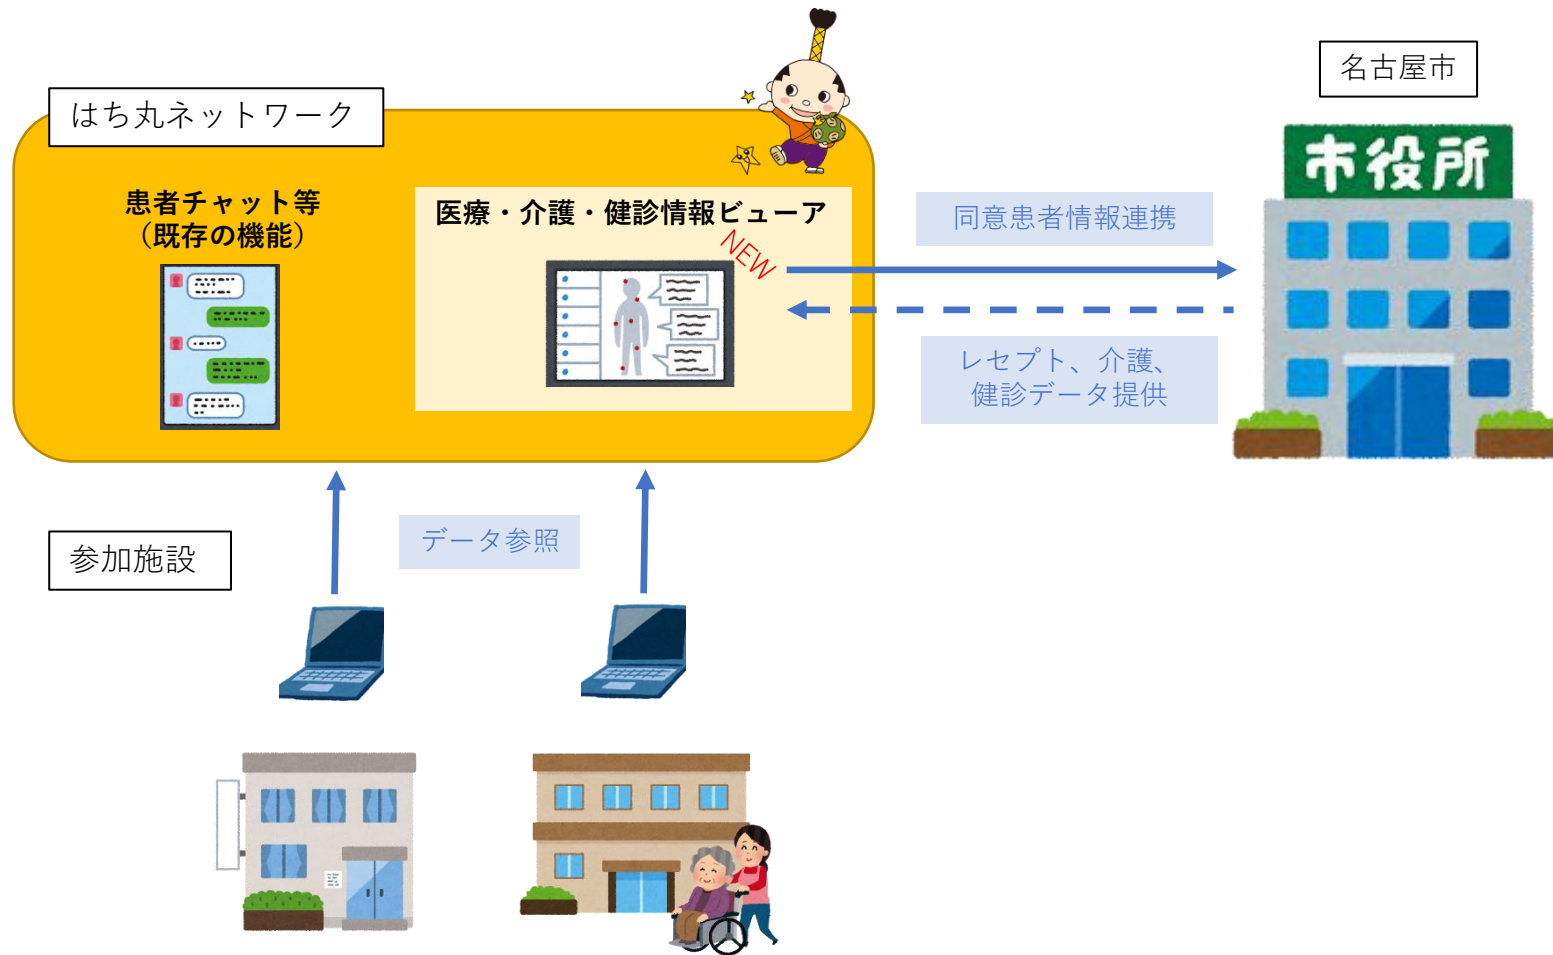 はち丸ネットワーク
患者チャット等
（既存の機能）
医療・介護・健診情報ビューア
NEW
同意患者情報連携
レセプト、介護、
健診データ提供
名古屋市
市役所
データ参照
参加施設